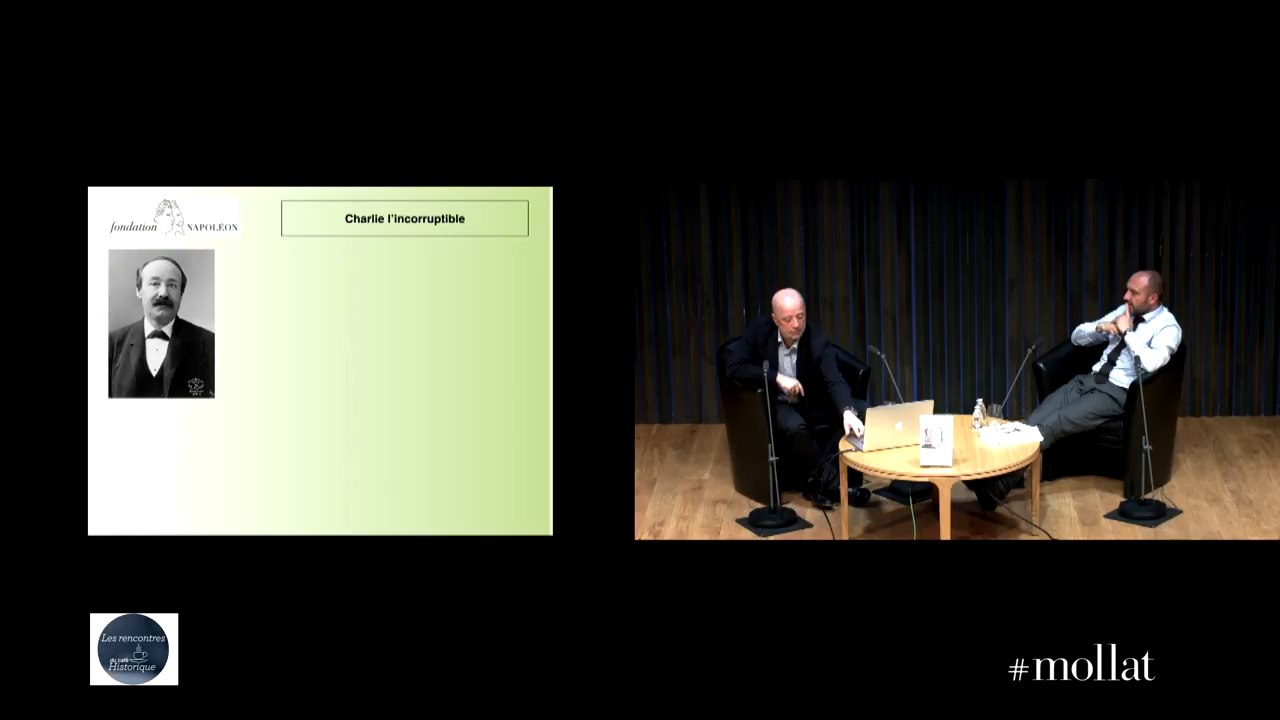 fondation NAPOLÉON
Charlie l'incorruptible
Les rencontres
du café
Historique
#mollat